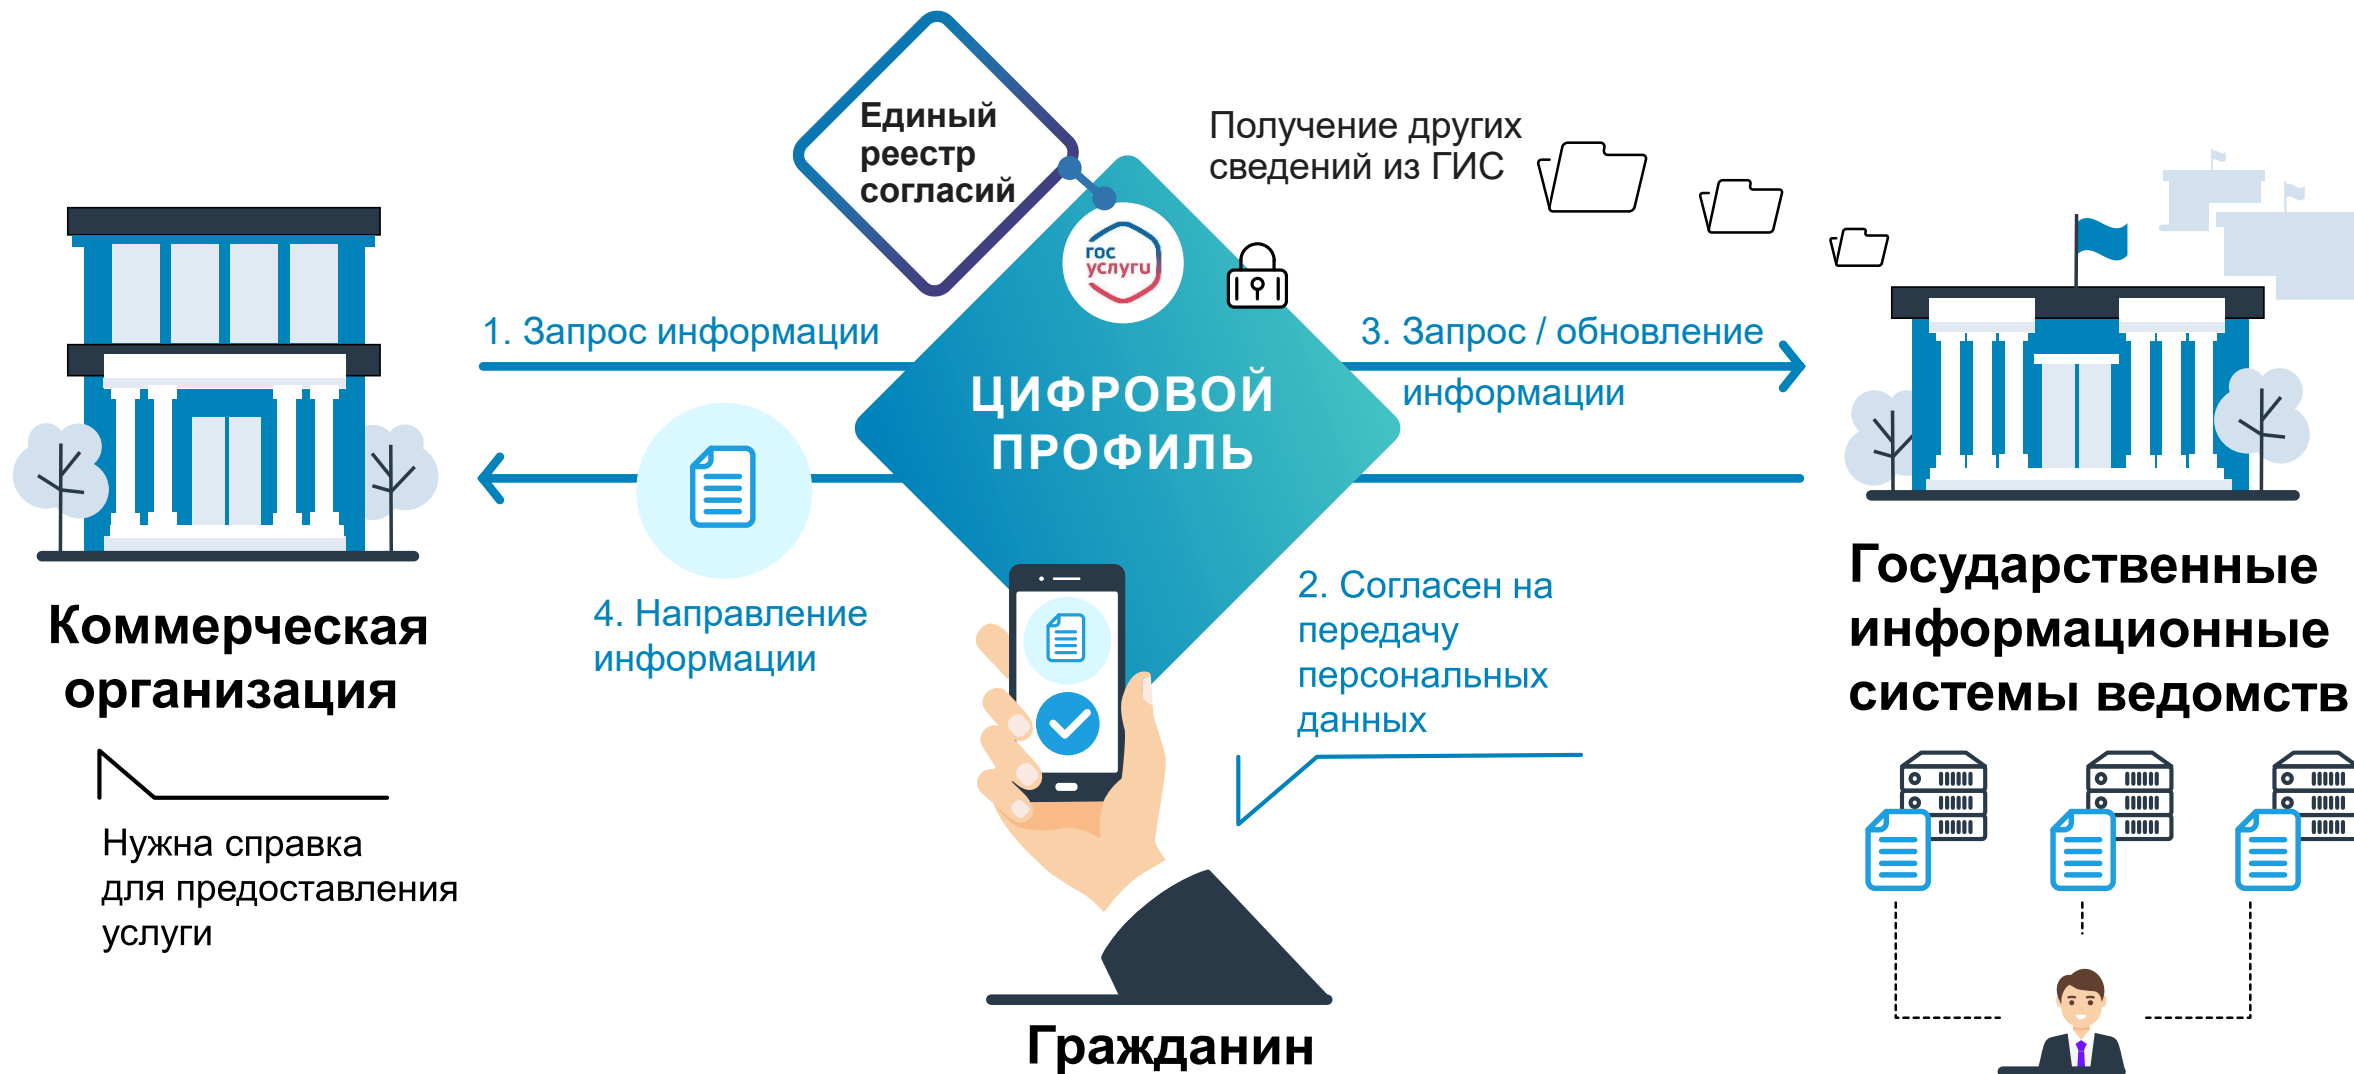 Единый
реестр
согласий
Получение других
сведений из ГИС
гос
услуги
1. Запрос информации
3. Запрос / обновление
информации
ЦИФРОВОЙ
ПРОФИЛЬ
4. Направление
информации
2. Согласен на
передачу
персональных
данных
Коммерческая
организация
Государственные
информационные
системы ведомств
Нужна справка
для предоставления
услуги
Гражданин